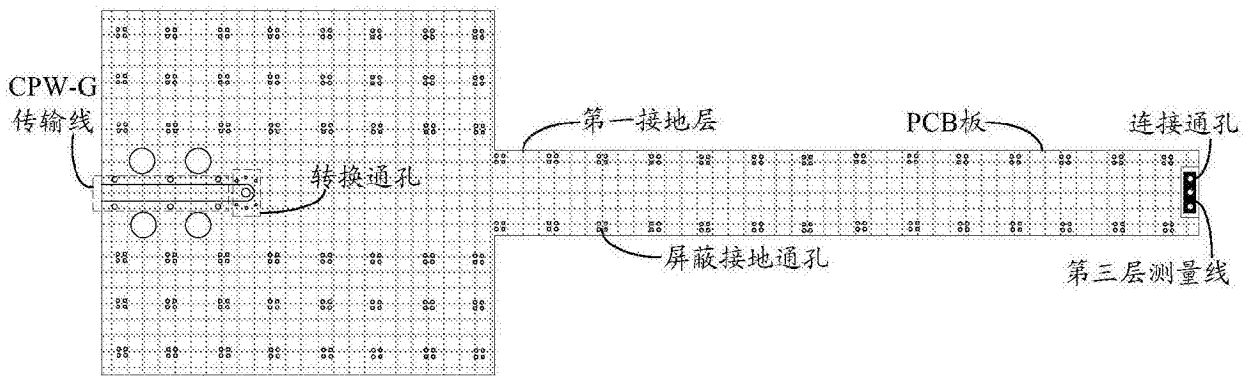 CPW-G
传输线
第一接地层
PCB板
连接通孔
转换通孔
屏蔽接地通孔
第三层测量线